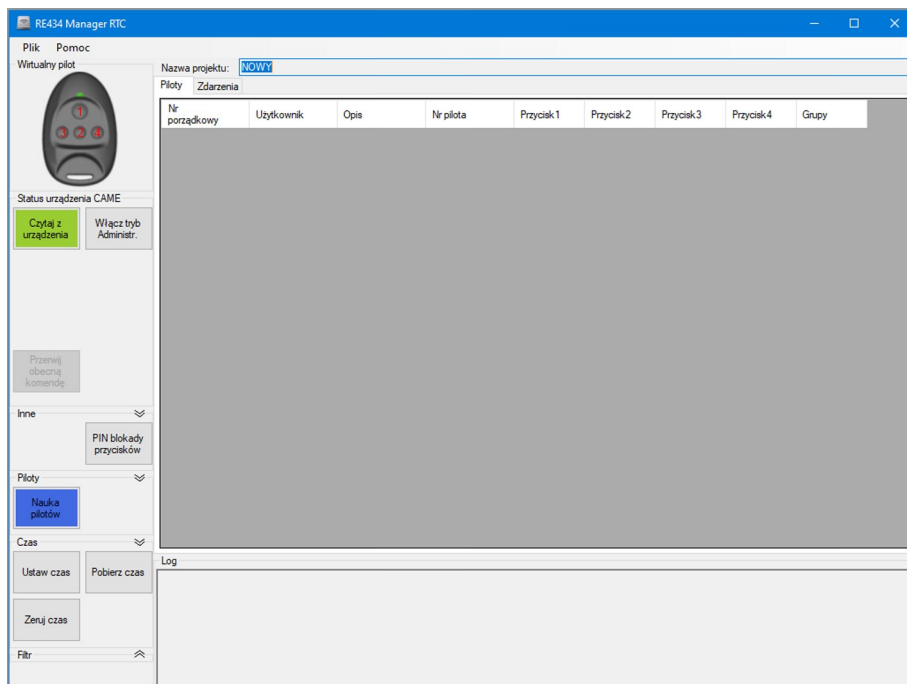 RE434 Manager RTC
Plik Pomoc
Wirtualny pilot
1
3 2 4
Nazwa projektu: NOWY
Piloty Zdarzenia
Nr
porządkowy
Użytkownik Opis Nr pilota Przycisk1 Przycisk2 Przycisk3 Przycisk4 Grupy
Status urządzenia CAME
Czytaj z
urządzenia
Włącz tryb
Administr.
Przerwij
obecną
komendę
Inne
PIN blokady
przycisków
Piloty
Nauka
pilotów
Czas
Ustaw czas Pobierz czas
Zeruj czas
Filtr
Log